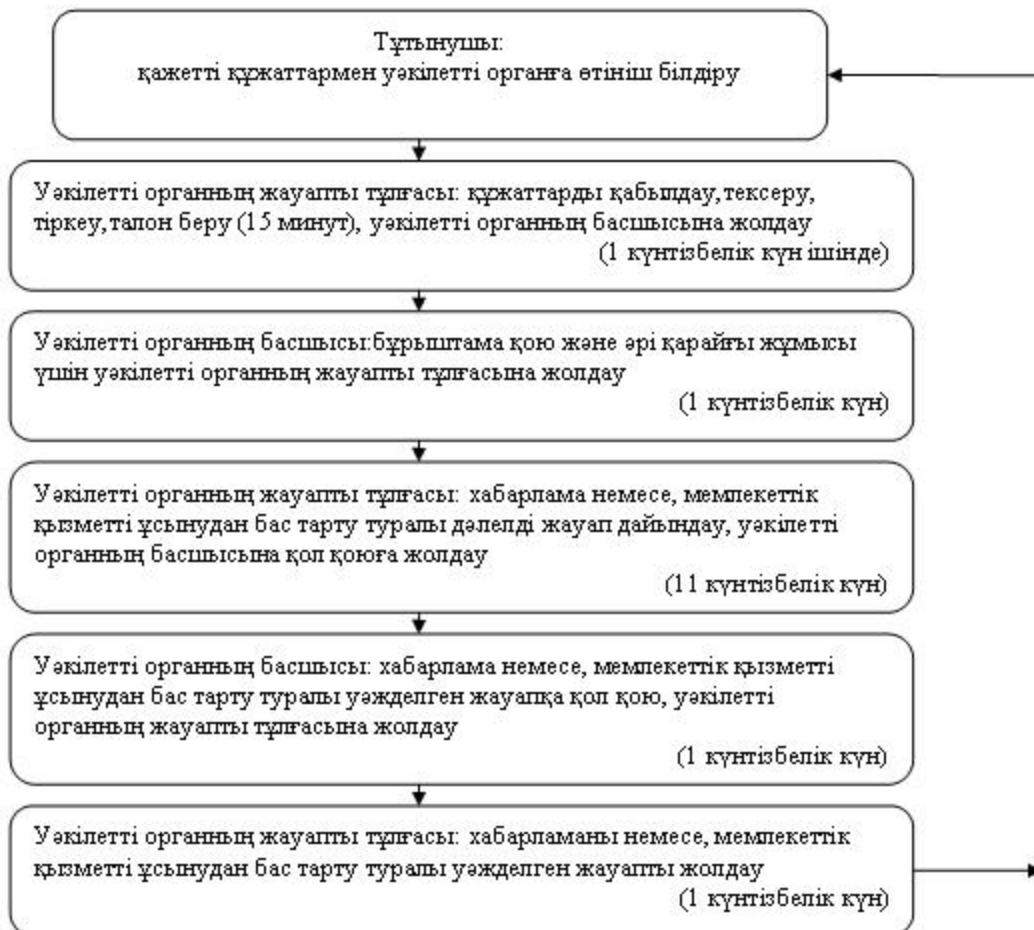 Тұтынушы:
қажетті құжаттармен уәкілетті органға өтініш білдіру
Уәкілетті органның жауапты тұлғасы: құжаттарды қабылдау,тексеру,
тіркеу,талон беру (15 минут), уәкілетті органның басшысына жолдау
(1 күнтізбелік күн ішінде)
Уәкілетті органның басшысы:бұрыштама қою және әрі қарайғы жұмысы
үшін уәкілетті органның жауапты тұлғасына жолдау
(1 күнтізбелік күн)
Уәкілетті органның жауапты тұлғасы: хабарлама немесе, мемлекеттік
қызметті ұсынудан бас тарту туралы дәлелді жауап дайындау, уәкілетті
органның басшысына қол қоюға жолдау
(11 күнтізбелік күн)
Уәкілетті органның басшысы: хабарлама немесе, мемлекеттік қызметті
ұсынудан бас тарту туралы уәжделген жауапқа қол қою, уәкілетті
органның жауапты тұлғасына жолдау
(1 күнтізбелік күн)
Уәкілетті органның жауапты тұлғасы: хабарламаны немесе, мемлекеттік
қызметті ұсынудан бас тарту туралы уәжделген жауапты жолдау
(1 күнтізбелік күн)